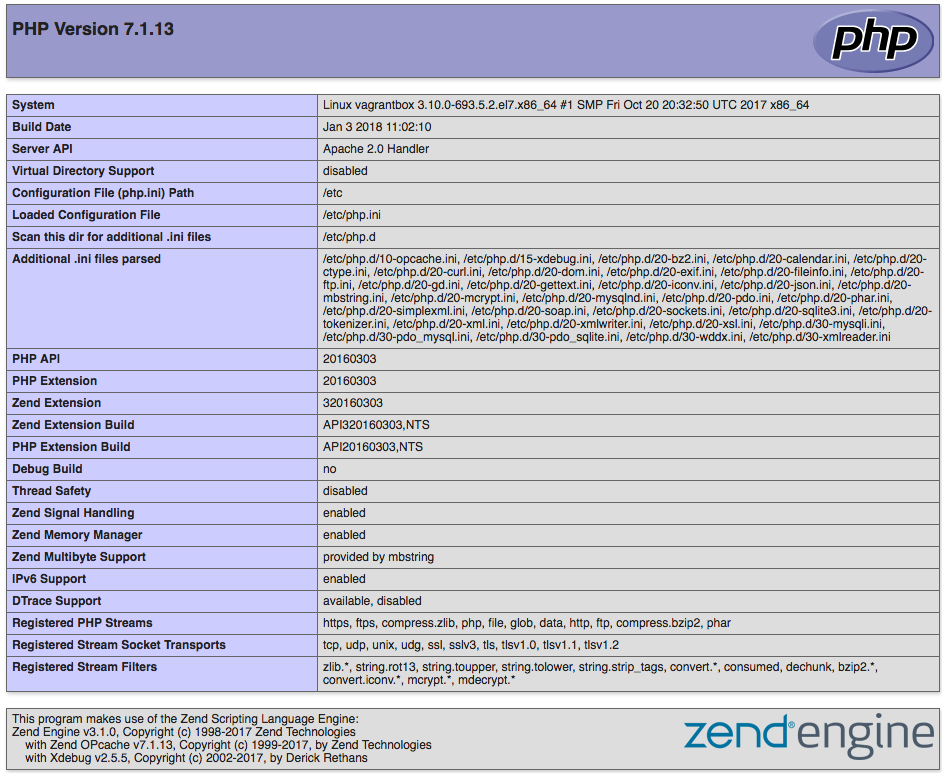 PHP Version 7.1.13
php
System Linux vagrantbox 3.10.0-693.5.2.el7.x86_64 #1 SMP Fri Oct 20 20:32:50 UTC 2017 x86_64
Build Date Jan 3 2018 11:02:10
Server API Apache 2.0 Handler
Virtual Directory Support disabled
Configuration File (php.ini) Path /etc
Loaded Configuration File /etc/php.ini
Scan this dir for additional .ini files /etc/php.d
Additional .ini files parsed /etc/php.d/10-opcache.ini, /etc/php.d/15-xdebug.ini, /etc/php.d/20-bz2.ini, /etc/php.d/20-calendar.ini, /etc/php.d/20-
ctype.ini, /etc/php.d/20-curl.ini, /etc/php.d/20-dom.ini, /etc/php.d/20-exif.ini, /etc/php.d/20-fileinfo.ini, /etc/php.d/20-
ftp.ini, /etc/php.d/20-gd.ini, /etc/php.d/20-gettext.ini, /etc/php.d/20-iconv.ini, /etc/php.d/20-json.ini, /etc/php.d/20-
mbstring.ini, /etc/php.d/20-mcrypt.ini, /etc/php.d/20-mysqlnd.ini, /etc/php.d/20-pdo.ini, /etc/php.d/20-phar.ini,
/etc/php.d/20-simplexml.ini, /etc/php.d/20-soap.ini, /etc/php.d/20-sockets.ini, /etc/php.d/20-sqlite3.ini, /etc/php.d/20-
tokenizer.ini, /etc/php.d/20-xml.ini, /etc/php.d/20-xmlwriter.ini, /etc/php.d/20-xsl.ini, /etc/php.d/30-mysqli.ini,
/etc/php.d/30-pdo_mysql.ini, /etc/php.d/30-pdo_sqlite.ini, /etc/php.d/30-wddx.ini, /etc/php.d/30-xmlreader.ini
PHP API 20160303
PHP Extension 20160303
Zend Extension 320160303
Zend Extension Build API320160303,NTS
PHP Extension Build API20160303,NTS
Debug Build no
Thread Safety disabled
Zend Signal Handling enabled
Zend Memory Manager enabled
Zend Multibyte Support provided by mbstring
IPv6 Support enabled
DTrace Support available, disabled
Registered PHP Streams https, ftps, compress.zlib, php, file, glob, data, http, ftp, compress.bzip2, phar
Registered Stream Socket Transports tcp, udp, unix, udg, ssl, sslv3, tls, tlsv1.0, tlsv1.1, tlsv1.2
Registered Stream Filters zlib.*, string.rot13, string.toupper, string.tolower, string.strip_tags, convert.*, consumed, dechunk, bzip2.*,
convert.iconv.*, mcrypt.*, mdecrypt.*
This program makes use of the Zend Scripting Language Engine:
Zend Engine v3.1.0, Copyright (c) 1998-2017 Zend Technologies
with Zend OPcache v7.1.13, Copyright (c) 1999-2017, by Zend Technologies
with Xdebug v2.5.5, Copyright (c) 2002-2017, by Derick Rethans
zend®engine